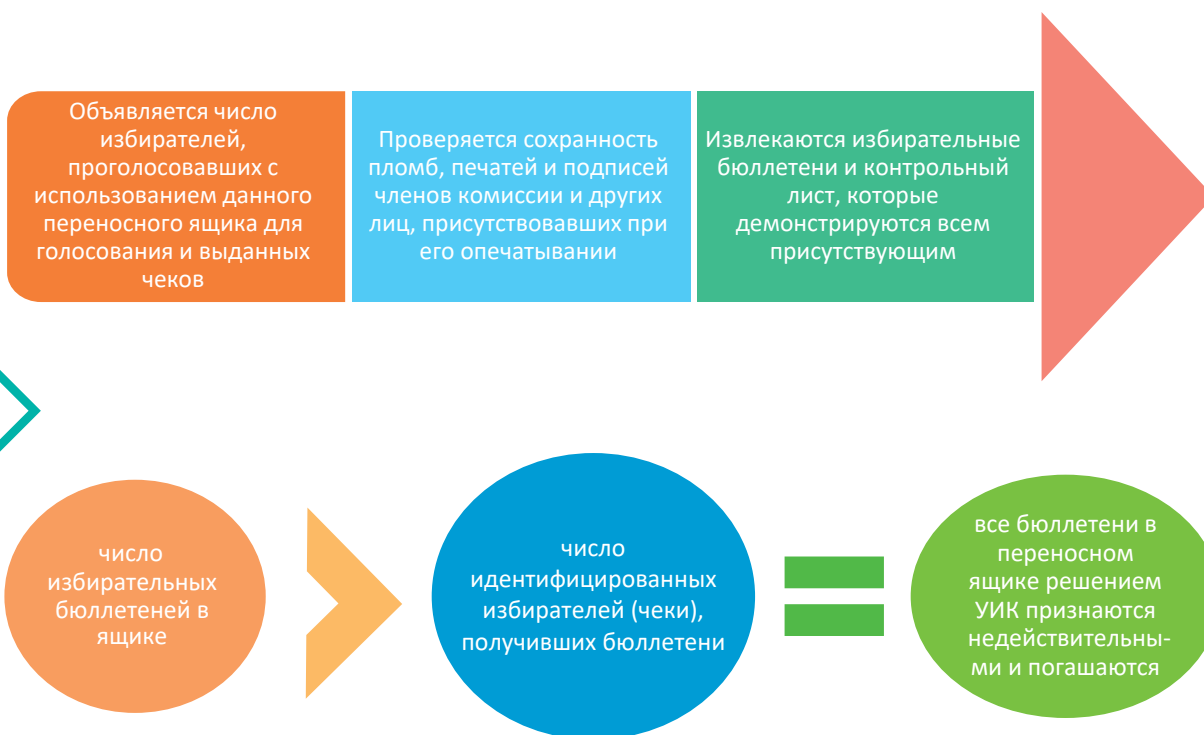 Объявляется число
избирателей,
проголосовавших с
использованием данного
переносного ящика для
голосования и выданных
чеков
Проверяется сохранность
пломб, печатей и подписей
членов комиссии и других
лиц, присутствовавших при
его опечатывании
Извлекаются избирательные
бюллетени и контрольный
лист, которые
демонстрируются всем
присутствующим
число
избирательных
бюллетеней в
ящике
число
идентифицированных
избирателей (чеки),
получивших бюллетени
все бюллетени в
переносном
ящике решением
УИК признаются
недействительны-
ми и погашаются